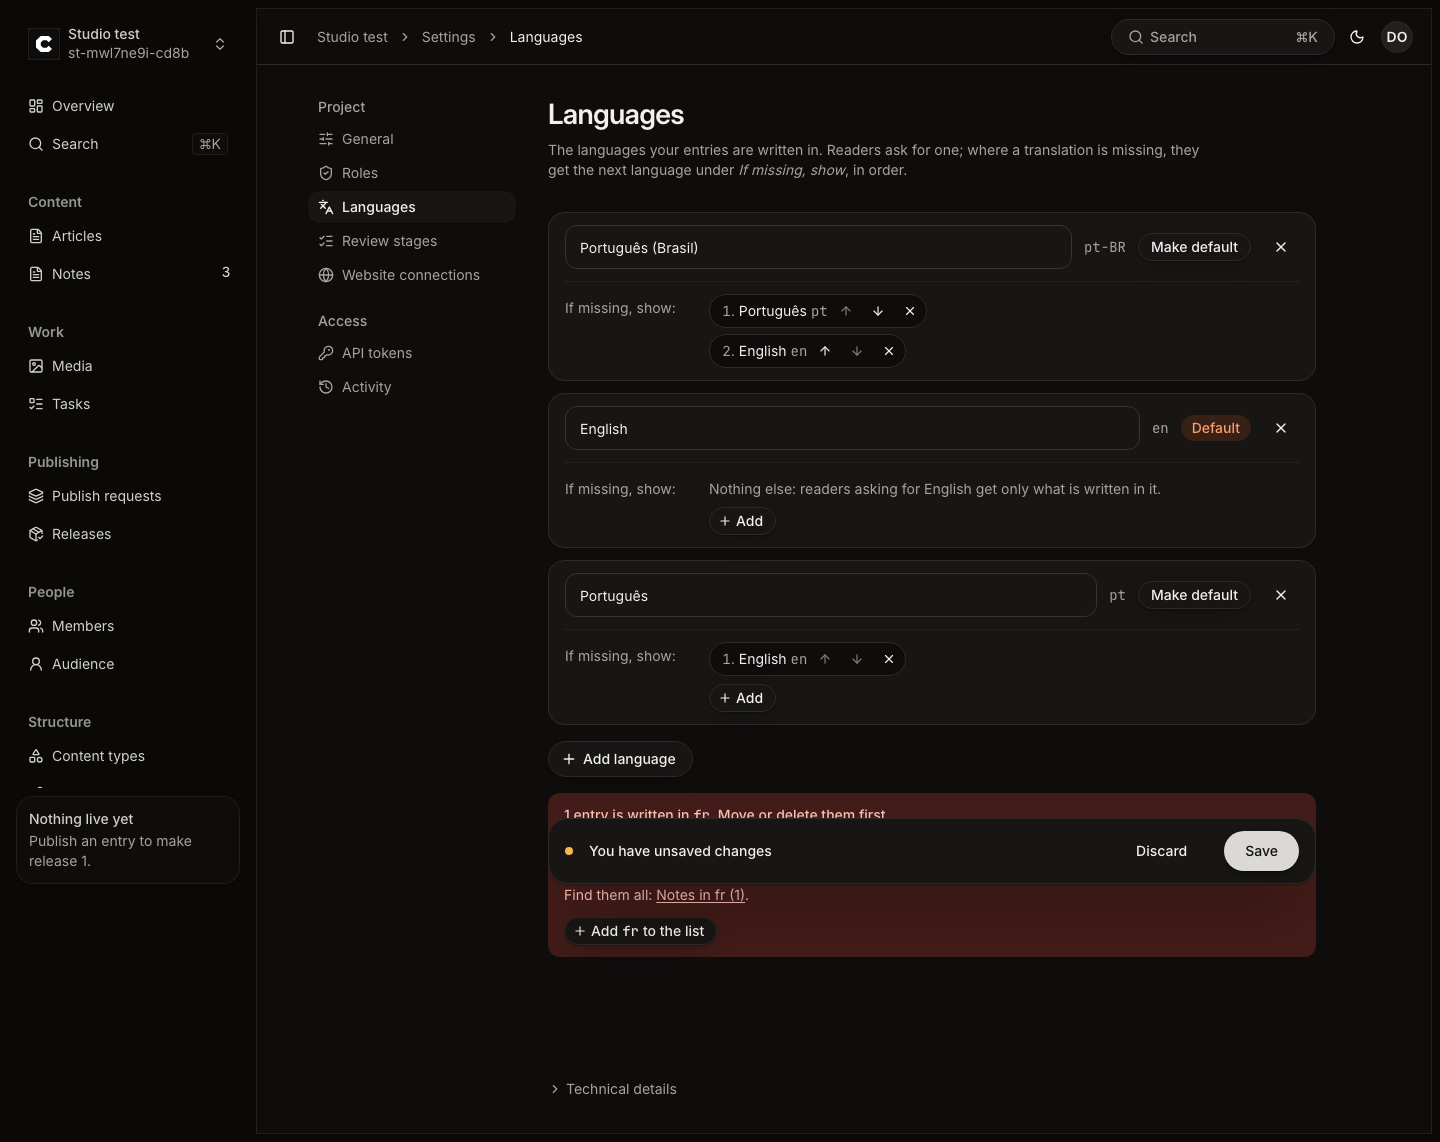 Studio test
st-mwl7ne9i-cd8b
Overview
Search ⌘K
Content
Articles
Notes 3
Work
Media
Tasks
Publishing
Publish requests
Releases
People
Members
Audience
Structure
Content types
Nothing live yet
Publish an entry to make
release 1.
Studio test > Settings > Languages
Search ⌘K
DO
Project
General
Roles
Languages
Review stages
Website connections
Access
API tokens
Activity
Languages
The languages your entries are written in. Readers ask for one; where a translation is missing, they
get the next language under If missing, show, in order.
Português (Brasil) pt-BR Make default
If missing, show: 1. Português pt
2. English en
English en Default
If missing, show: Nothing else: readers asking for English get only what is written in it.
+ Add
Português pt Make default
If missing, show: 1. English en
+ Add
+ Add language
1 entry is written in fr. Move or delete them first
You have unsaved changes Discard Save
Find them all: Notes in fr (1).
+ Add fr to the list
Technical details